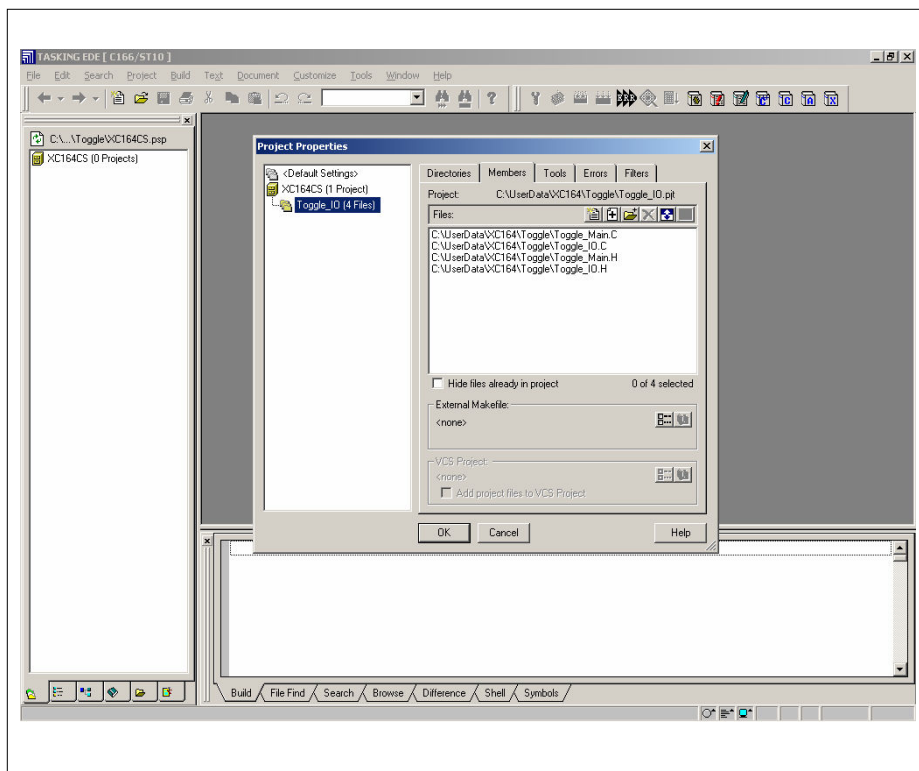 TASKING EDE [ C166/ST10 ]
File Edit Search Project Build Text Document Customize Tools Window Help
C:\...\Toggle\XC164CS.psp
XC164CS (0 Projects)
Project Properties
<Default Settings>
XC164CS (1 Project)
Toggle_IO (4 Files)
Directories Members Tools Errors Filters
Project: C:\UserData\XC164\Toggle\Toggle_IO.pjt
Files:
C:\UserData\XC164\Toggle\Toggle_Main.C
C:\UserData\XC164\Toggle\Toggle_IO.C
C:\UserData\XC164\Toggle\Toggle_Main.H
C:\UserData\XC164\Toggle\Toggle_IO.H
Hide files already in project 0 of 4 selected
External Makefile:
<none>
VCS Project:
<none>
Add project files to VCS Project
OK Cancel Help
Build File Find Search Browse Difference Shell Symbols